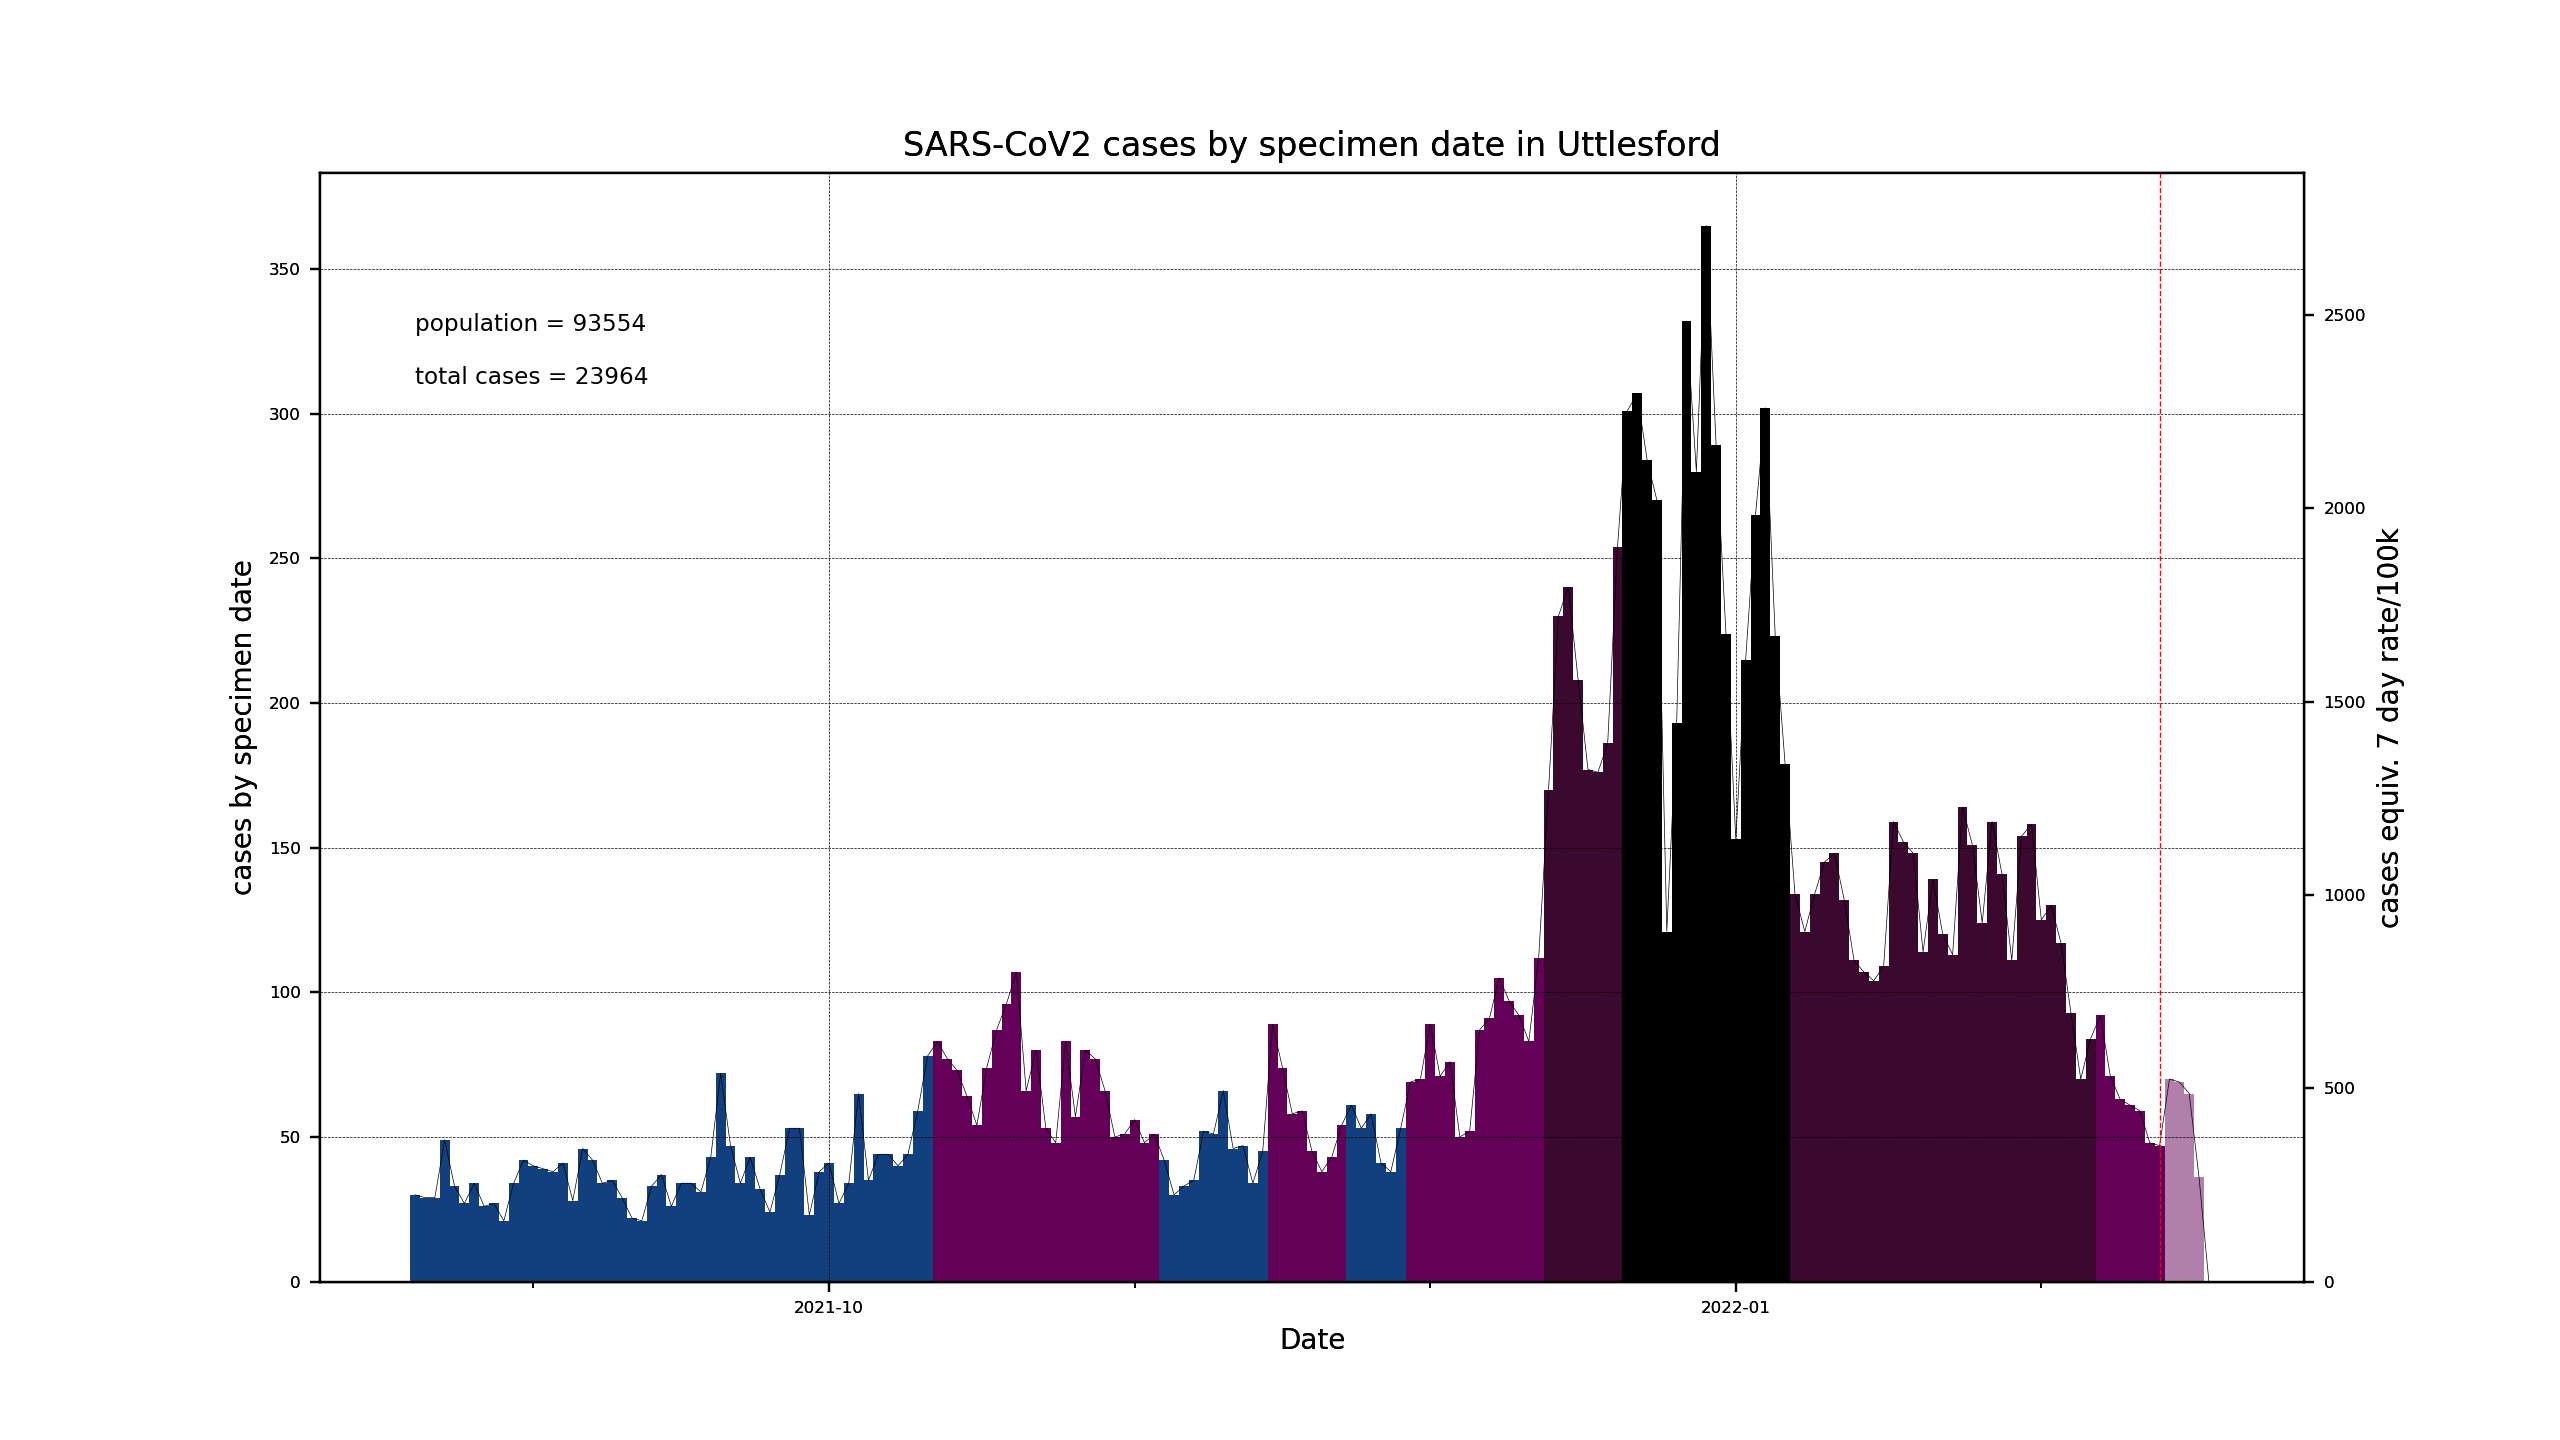 SARS-CoV2 cases by specimen date in Uttlesford
population = 93554
total cases = 23964
cases by specimen date
350
300
250
200
150
100
50
0
2500
2000
1500
1000
500
0
cases equiv. 7 day rate/100k
2021-10
2022-01
Date